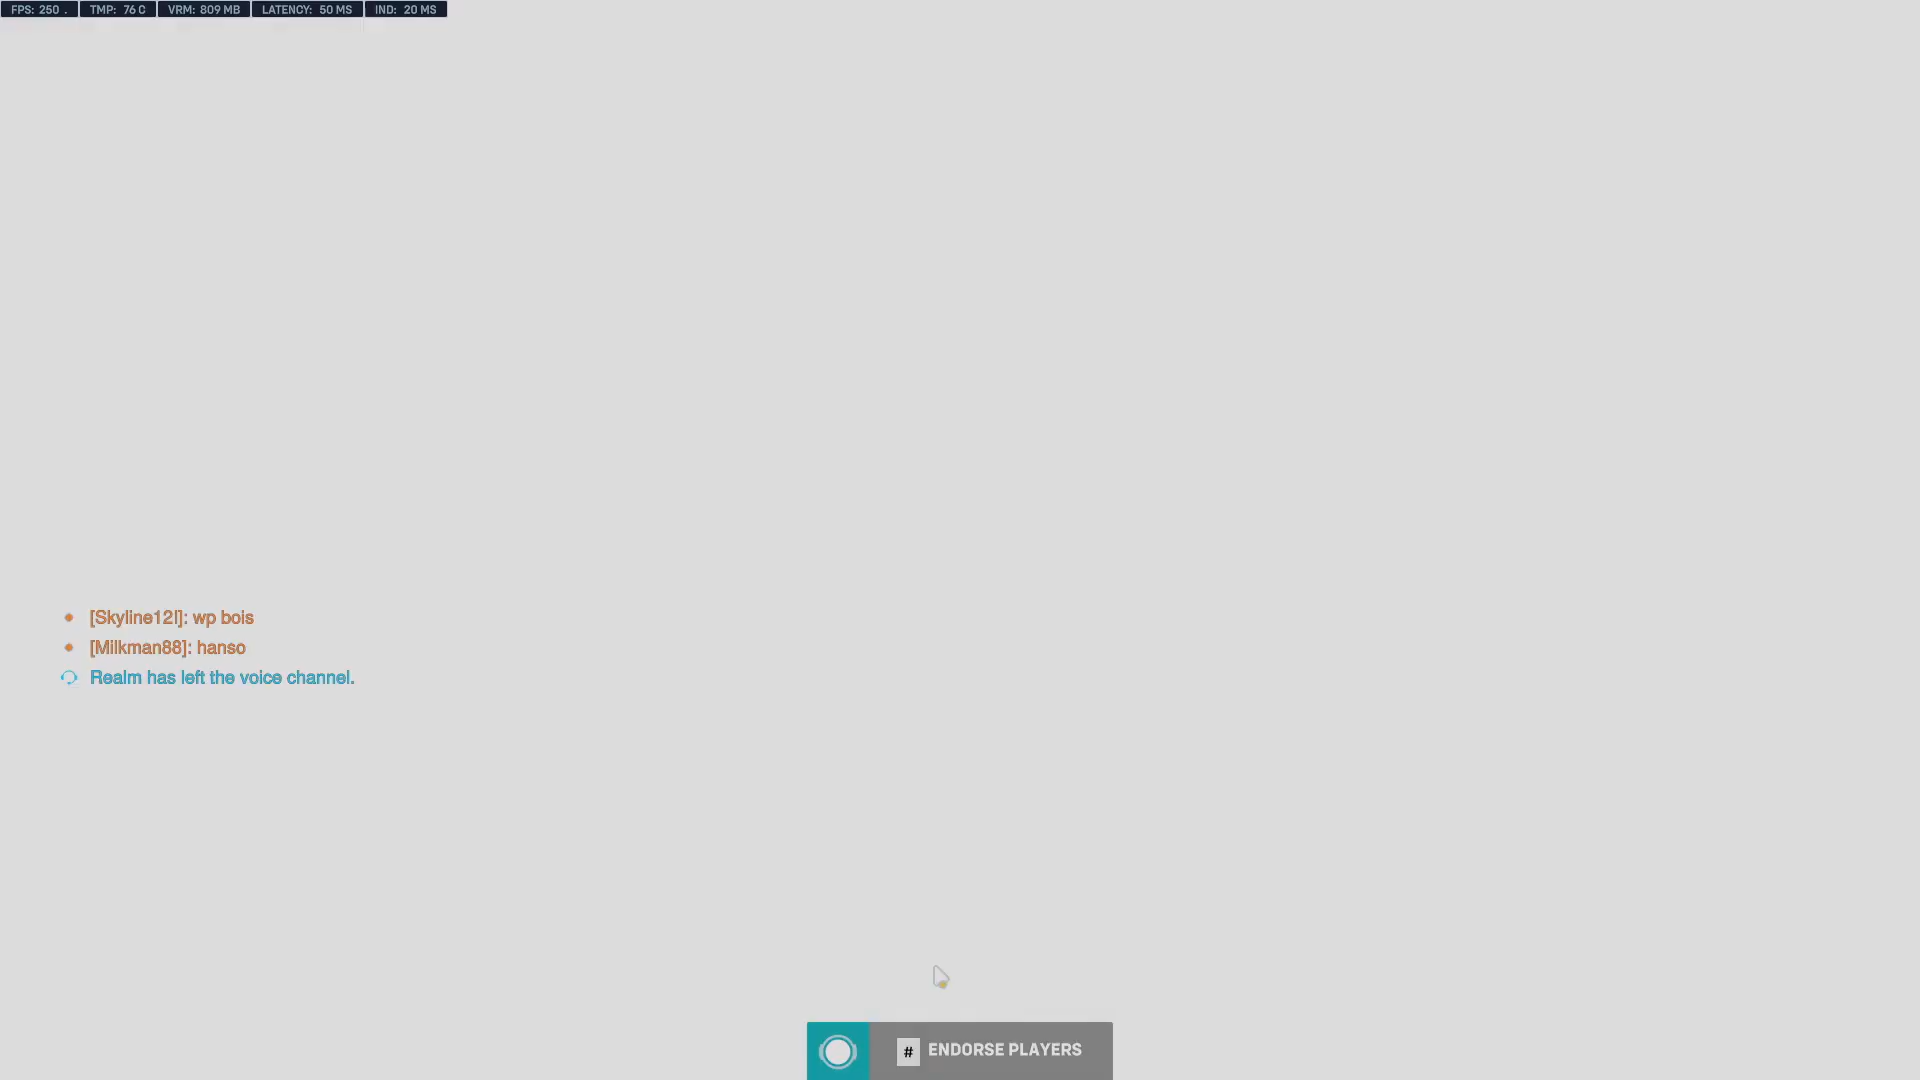 FPS: 250 . TMP: 76 C VRM: 809 MB LATENCY: 50 MS IND: 20 MS
[Skyline12l]: wp bois
[Milkman88]: hanso
Realm has left the voice channel.
# ENDORSE PLAYERS